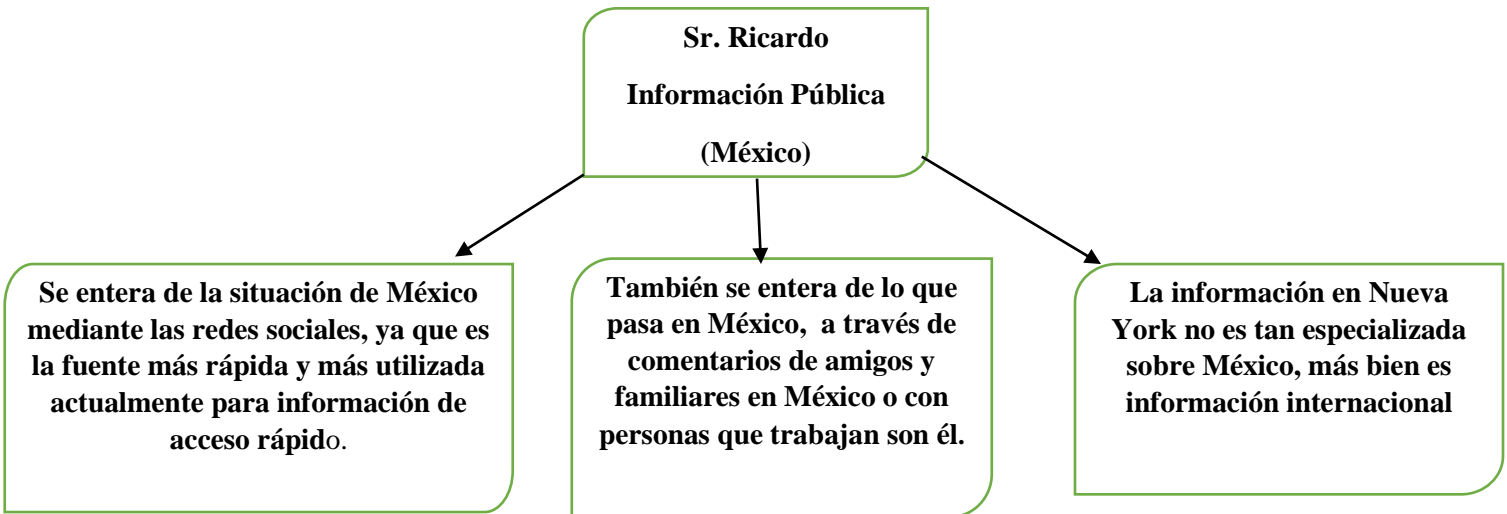 Sr. Ricardo
Información Pública
(México)
Se entera de la situación de México
mediante las redes sociales, ya que es
la fuente más rápida y más utilizada
actualmente para información de
acceso rápido.
También se entera de lo que
pasa en México, a través de
comentarios de amigos y
familiares en México o con
personas que trabajan son él.
La información en Nueva
York no es tan especializada
sobre México, más bien es
información internacional